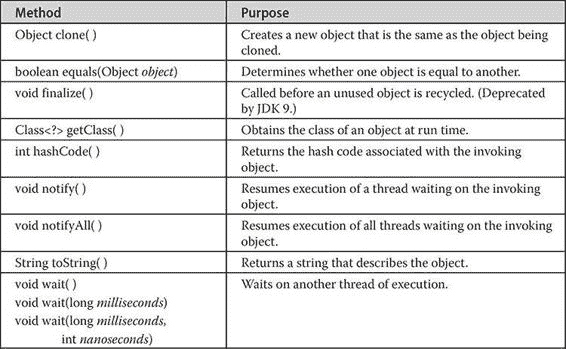 Method Purpose
Object clone( ) Creates a new object that is the same as the object being
cloned.
boolean equals(Object object) Determines whether one object is equal to another.
void finalize( ) Called before an unused object is recycled. (Deprecated
by JDK 9.)
Class<?> getClass( ) Obtains the class of an object at run time.
int hashCode( ) Returns the hash code associated with the invoking
object.
void notify( ) Resumes execution of a thread waiting on the invoking
object.
void notifyAll( ) Resumes execution of all threads waiting on the invoking
object.
String toString( ) Returns a string that describes the object.
void wait( ) Waits on another thread of execution.
void wait(long milliseconds)
void wait(long milliseconds,
int nanoseconds)